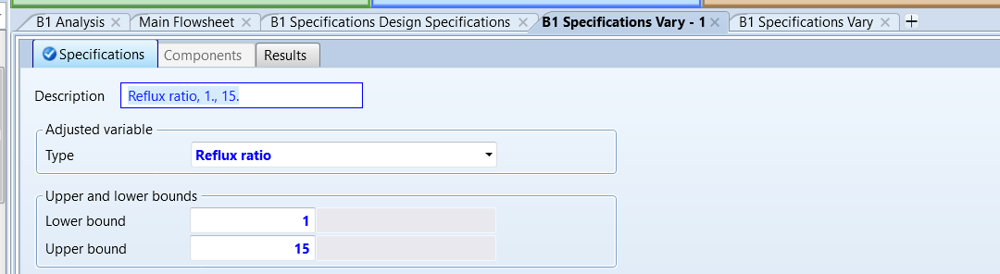 B1 Analysis Main Flowsheet B1 Specifications Design Specifications B1 Specifications Vary - 1 B1 Specifications Vary
Specifications Components Results
Description Reflux ratio, 1., 15.
Adjusted variable
Type Reflux ratio
Upper and lower bounds
Lower bound 1
Upper bound 15